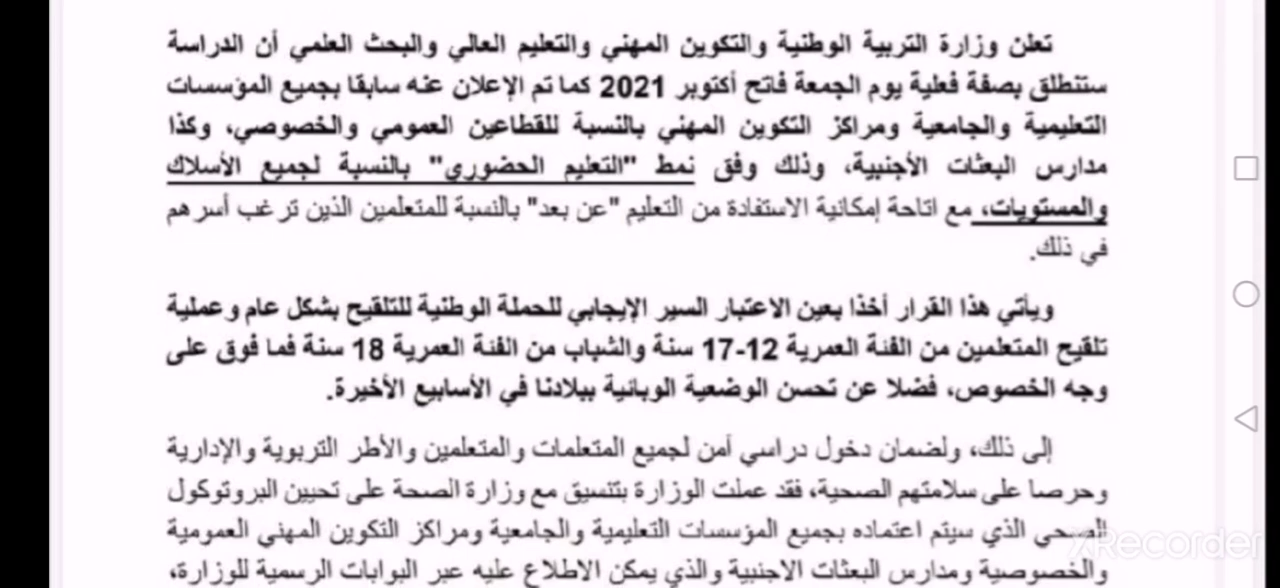 تعلن وزارة التربية الوطنية والتكوين المهني والتعليم العالي والبحث العلمي أن الدراسة
ستنطلق بصفة فعلية يوم الجمعة فاتح أكتوبر 2021 كما تم الإعلان عنه سابقا بجميع المؤسسات
التعليمية والجامعية ومراكز التكوين المهني بالنسبة للقطاعين العمومي والخصوصي، وكذا
مدارس البعثات الأجنبية، وذلك وفق نمط "التعليم الحضوري" بالنسبة لجميع الأسلاك
والمستويات، مع اتاحة إمكانية الاستفادة من التعليم "عن بعد" بالنسبة للمتعلمين الذين ترغب أسرهم
في ذلك.
ويأتي هذا القرار أخذا بعين الاعتبار السير الإيجابي للحملة الوطنية للتلقيح بشكل عام وعملية
تلقيح المتعلمين من الفئة العمرية 12-17 سنة والشباب من الفئة العمرية 18 سنة فما فوق على
وجه الخصوص، فضلا عن تحسن الوضعية الوبائية ببلادنا في الأسابيع الأخيرة.
إلى ذلك، ولضمان دخول دراسي أمن لجميع المتعلمات والمتعلمين والأطر التربوية والإدارية
وحرصا على سلامتهم الصحية، فقد عملت الوزارة بتنسيق مع وزارة الصحة على تحيين البروتوكول
الصحي الذي سيتم اعتماده بجميع المؤسسات التعليمية والجامعية ومراكز التكوين المهني العمومية
والخصوصية ومدارس البعثات الاجنبية والذي يمكن الاطلاع عليه عبر البوابات الرسمية للوزارة،
XRecorder